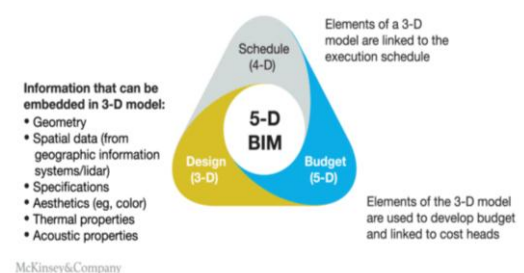 Elements of a 3-D
model are linked to the
execution schedule
Schedule
(4-D)
Information that can be
embedded in 3-D model:
• Geometry
• Spatial data (from
geographic information
systems/lidar)
• Specifications
• Aesthetics (eg, color)
• Thermal properties
• Acoustic properties
5-D
BIM
Design
(3-D)
Budget
(5-D)
Elements of the 3-D model
are used to develop budget
and linked to cost heads
McKinsey&Company